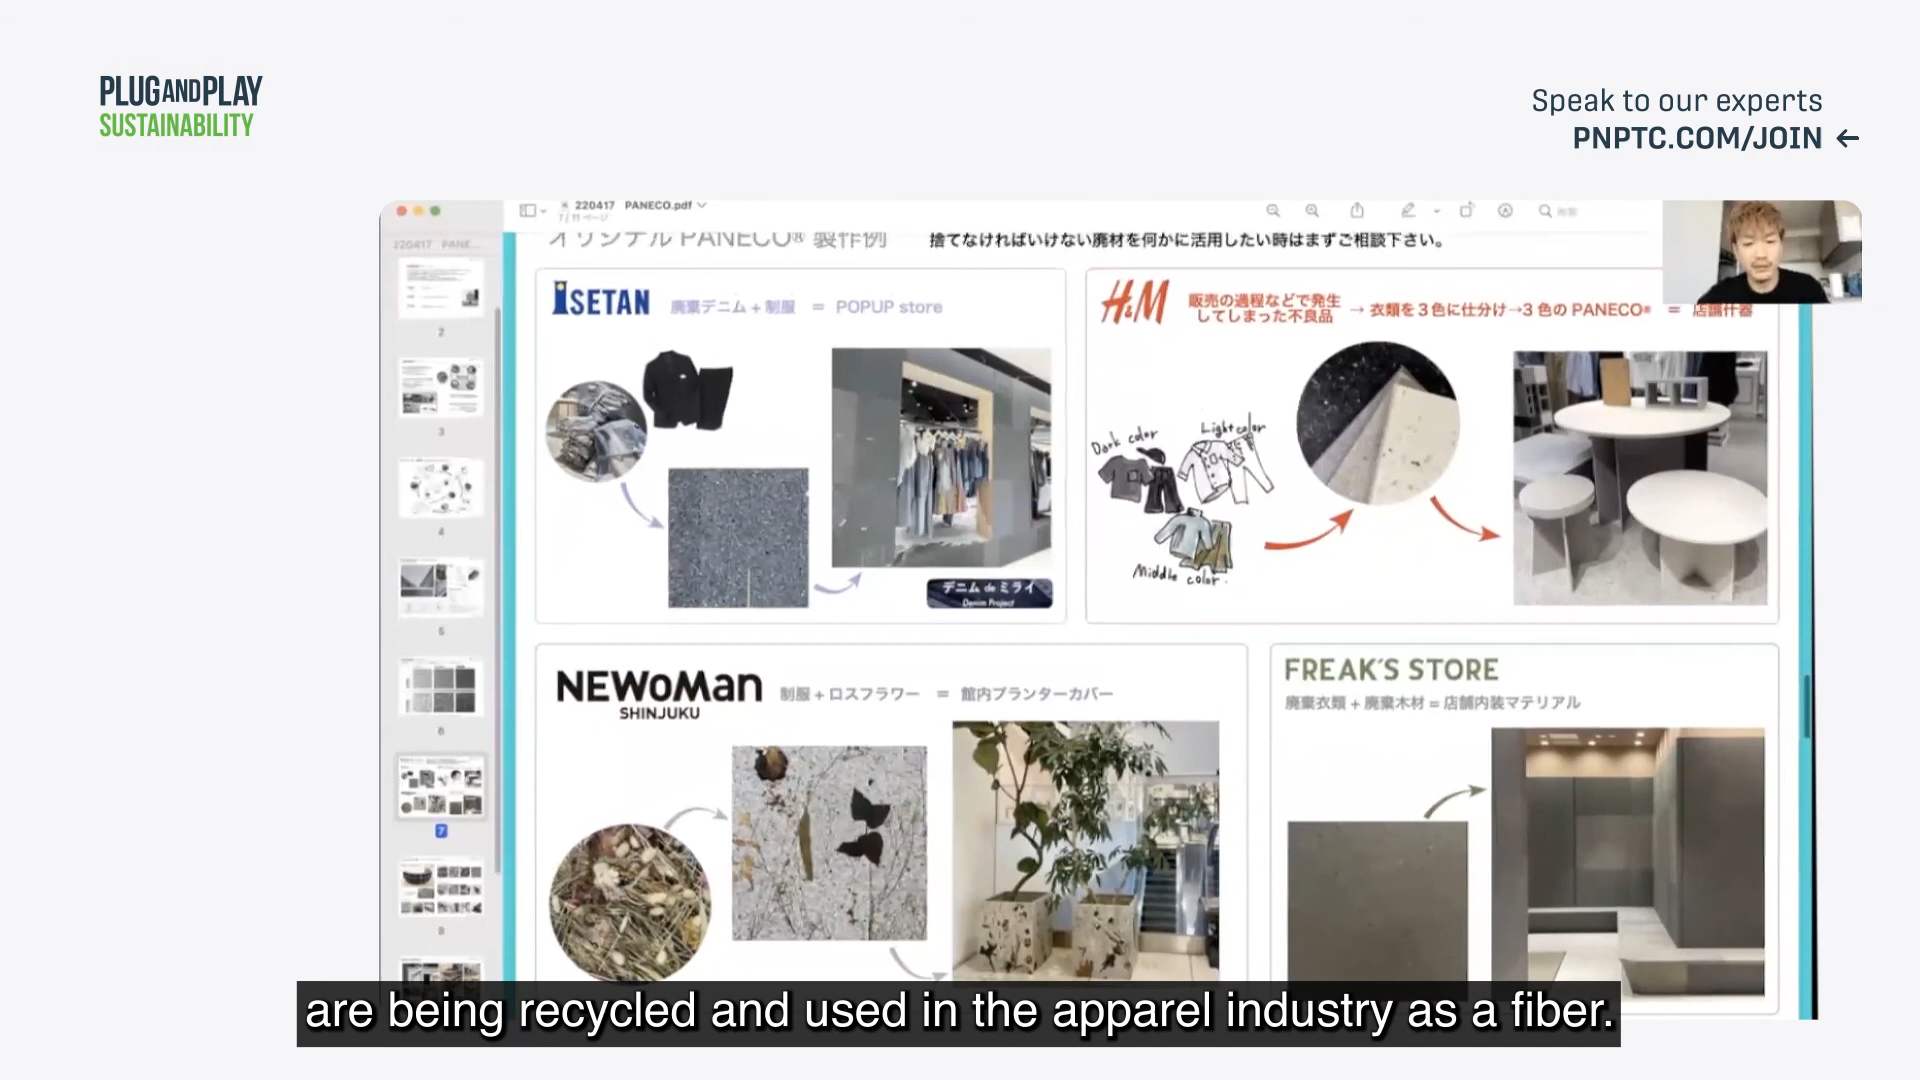 PLUGANDPLAY
SUSTAINABILITY
Speak to our experts
PNPTC.COM/JOIN ←
220417 PANECO.pdf
220417 PANE...
オリジナル PANECO® 製作例
捨てなければいけない廃材を何かに活用したい時はまずご相談下さい。
ISETAN
廃棄デニム + 制服 = POPUP store
デニム de ミライ
Denim Project
H&M
販売の過程などで発生
してしまった不良品
→ 衣類を３色に仕分け→３色の PANECO® = 店舗什器
Dark color
Light color
Middle color.
NEWoMan
SHINJUKU
制服 + ロスフラワー = 館内プランターカバー
FREAK'S STORE
廃棄衣類 + 廃棄木材 = 店舗内装マテリアル
2
3
4
5
6
7
8
are being recycled and used in the apparel industry as a fiber.